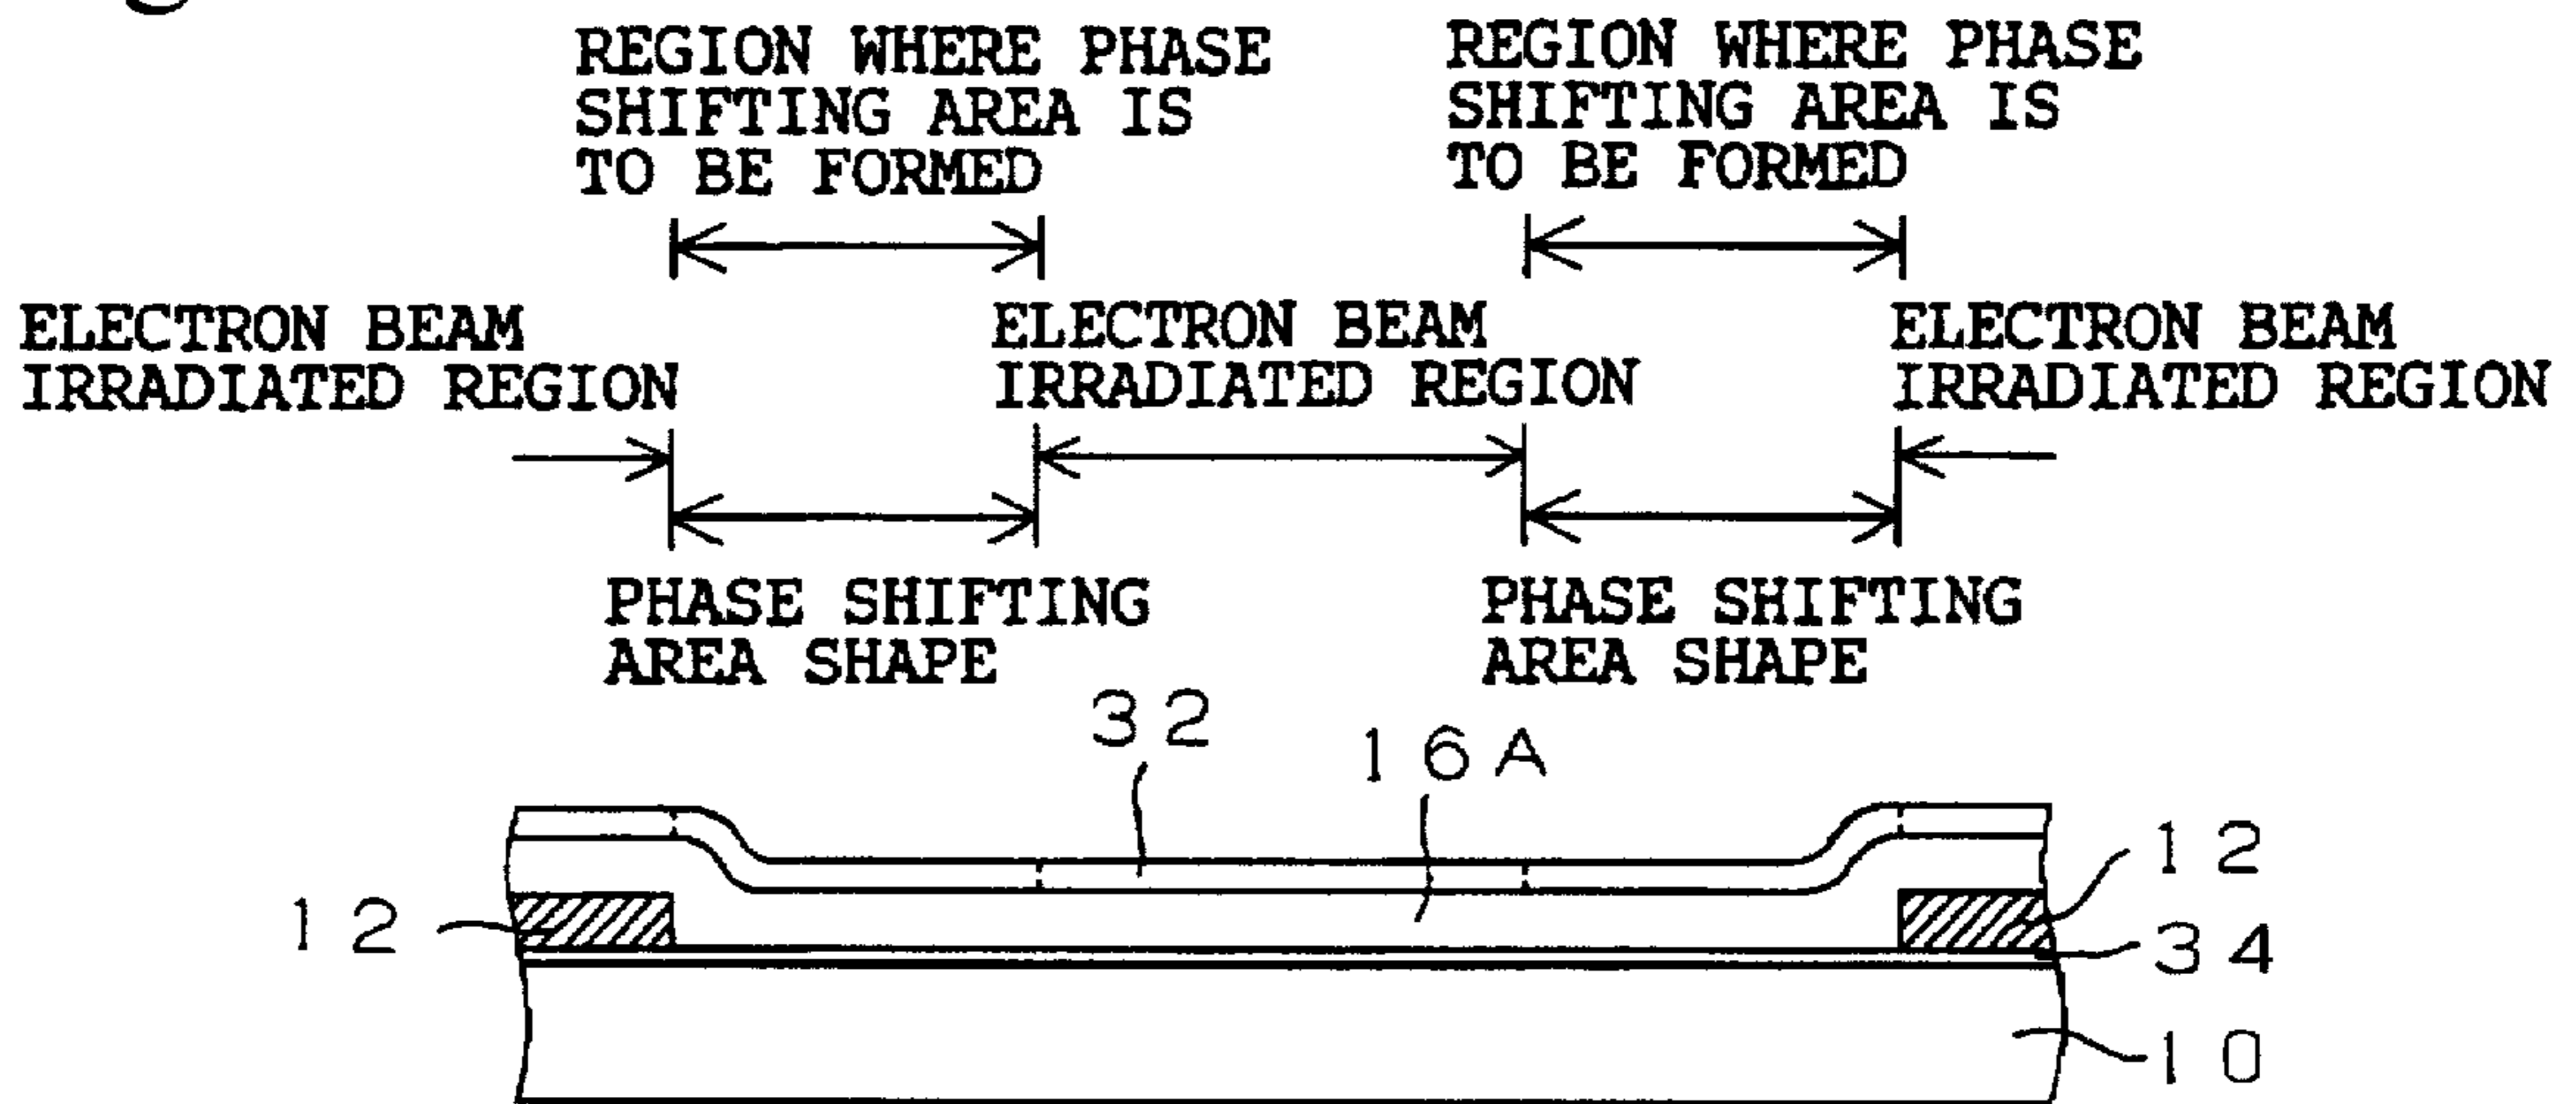 REGION WHERE PHASE
SHIFTING AREA IS
TO BE FORMED
REGION WHERE PHASE
SHIFTING AREA IS
TO BE FORMED
ELECTRON BEAM
IRRADIATED REGION
ELECTRON BEAM
IRRADIATED REGION
ELECTRON BEAM
IRRADIATED REGION
PHASE SHIFTING
AREA SHAPE
PHASE SHIFTING
AREA SHAPE
32
16A
12
12
34
10